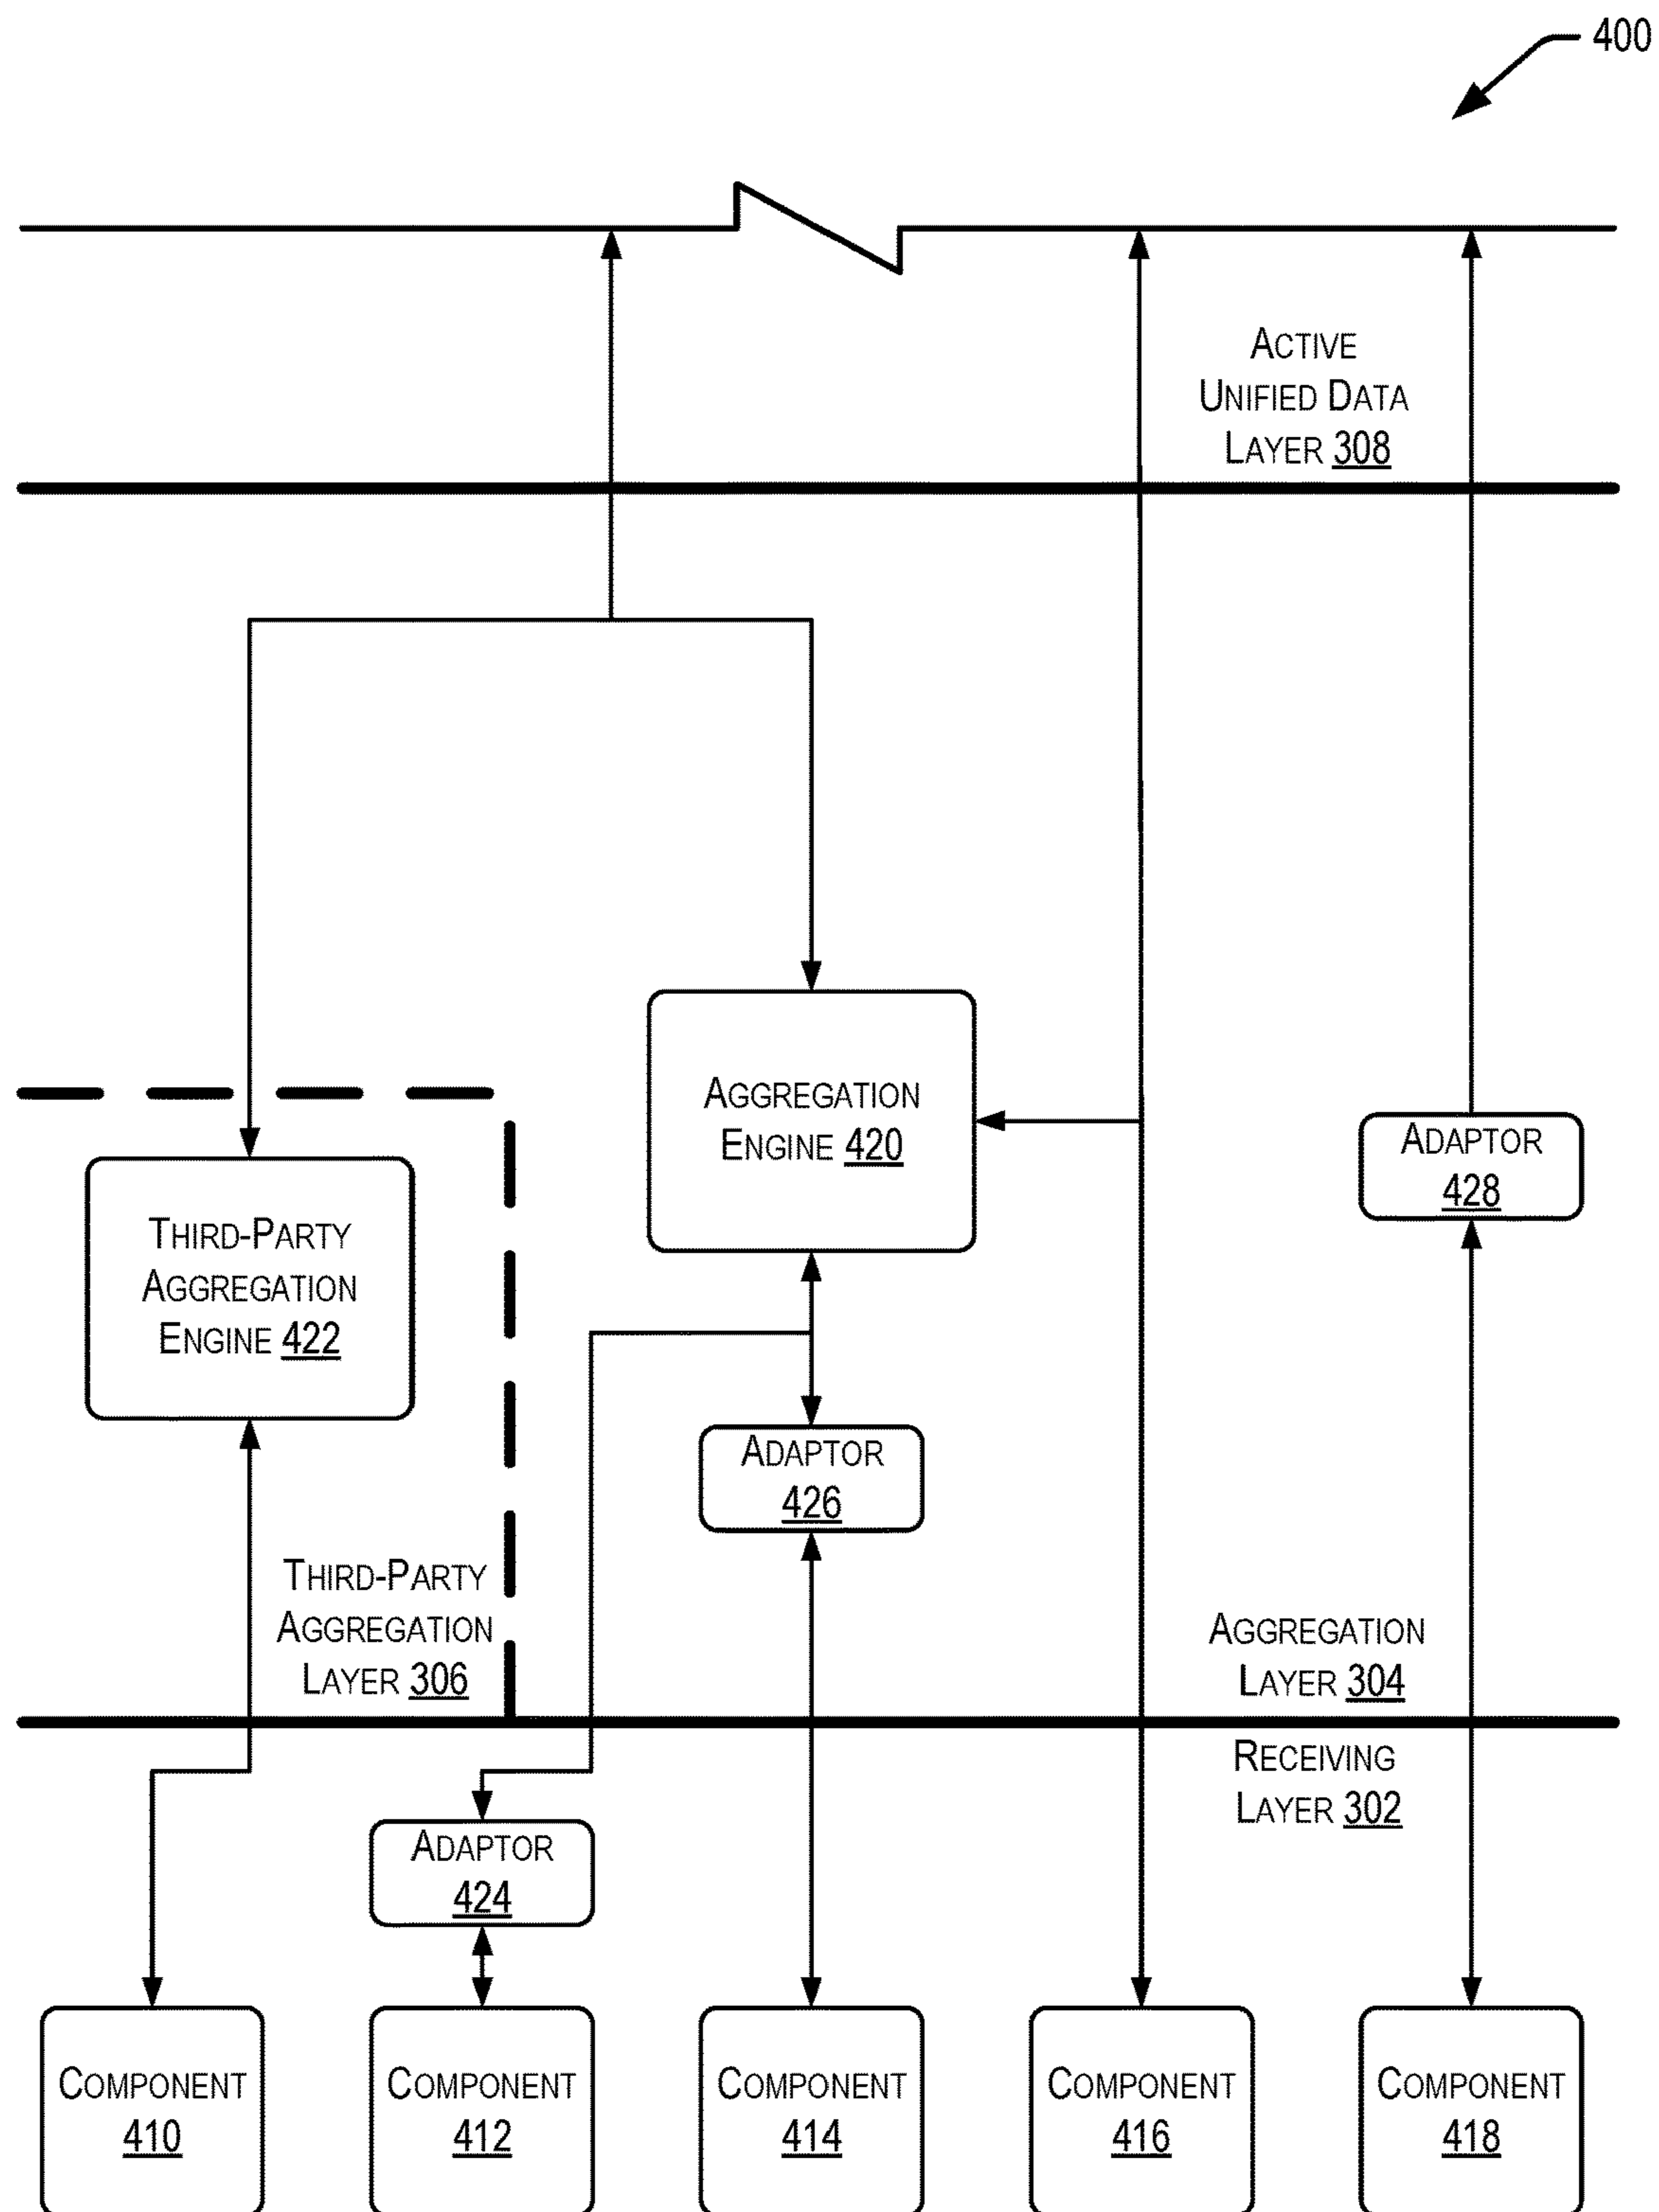 400
ACTIVE
UNIFIED DATA
LAYER 308
AGGREGATION
ENGINE 420
ADAPTOR
428
THIRD-PARTY
AGGREGATION
ENGINE 422
ADAPTOR
426
THIRD-PARTY
AGGREGATION
LAYER 306
AGGREGATION
LAYER 304
RECEIVING
LAYER 302
ADAPTOR
424
COMPONENT
410
COMPONENT
412
COMPONENT
414
COMPONENT
416
COMPONENT
418